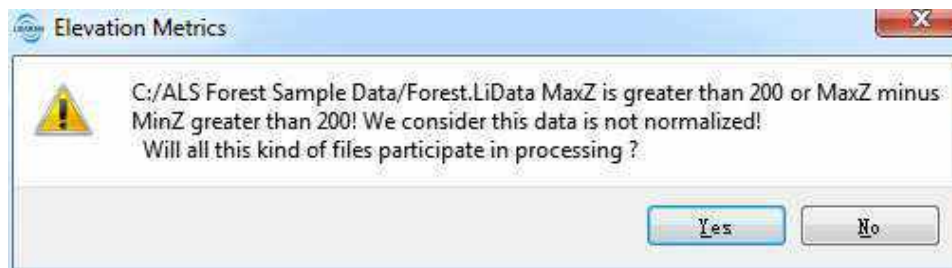 Elevation Metrics
C:/ALS Forest Sample Data/Forest.LiData MaxZ is greater than 200 or MaxZ minus
MinZ greater than 200! We consider this data is not normalized!
Will all this kind of files participate in processing ?
Yes
No